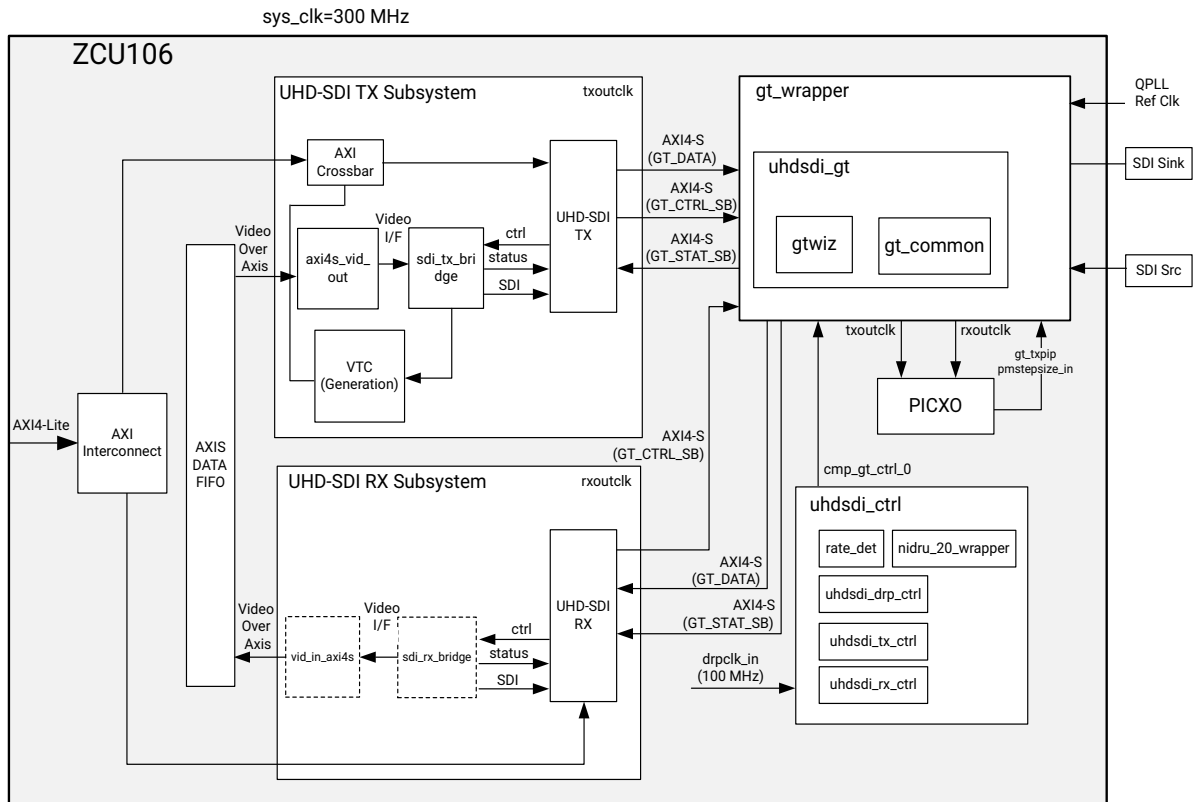 sys_clk=300 MHz
ZCU106
UHD-SDI TX Subsystem
txoutclk
AXI
Crossbar
Video
Over
Axis
axi4s_vid_
out
Video
I/F
sdi_tx_bri
dge
ctrl
status
SDI
UHD-SDI
TX
VTC
(Generation)
AXI4-S
(GT_DATA)
AXI4-S
(GT_CTRL_SB)
AXI4-S
(GT_STAT_SB)
gt_wrapper
uhdsdi_gt
gtwiz
gt_common
QPLL
Ref Clk
SDI Sink
SDI Src
txoutclk
rxoutclk
gt_txpip
pmstepsize_in
PICXO
AXI4-Lite
AXI
Interconnect
AXIS
DATA
FIFO
AXI4-S
(GT_CTRL_SB)
cmp_gt_ctrl_0
UHD-SDI RX Subsystem
rxoutclk
Video
Over
Axis
vid_in_axi4s
Video
I/F
sdi_rx_bridge
ctrl
status
SDI
UHD-SDI
RX
AXI4-S
(GT_DATA)
AXI4-S
(GT_STAT_SB)
drpclk_in
(100 MHz)
uhdsdi_ctrl
rate_det
nidru_20_wrapper
uhdsdi_drp_ctrl
uhdsdi_tx_ctrl
uhdsdi_rx_ctrl